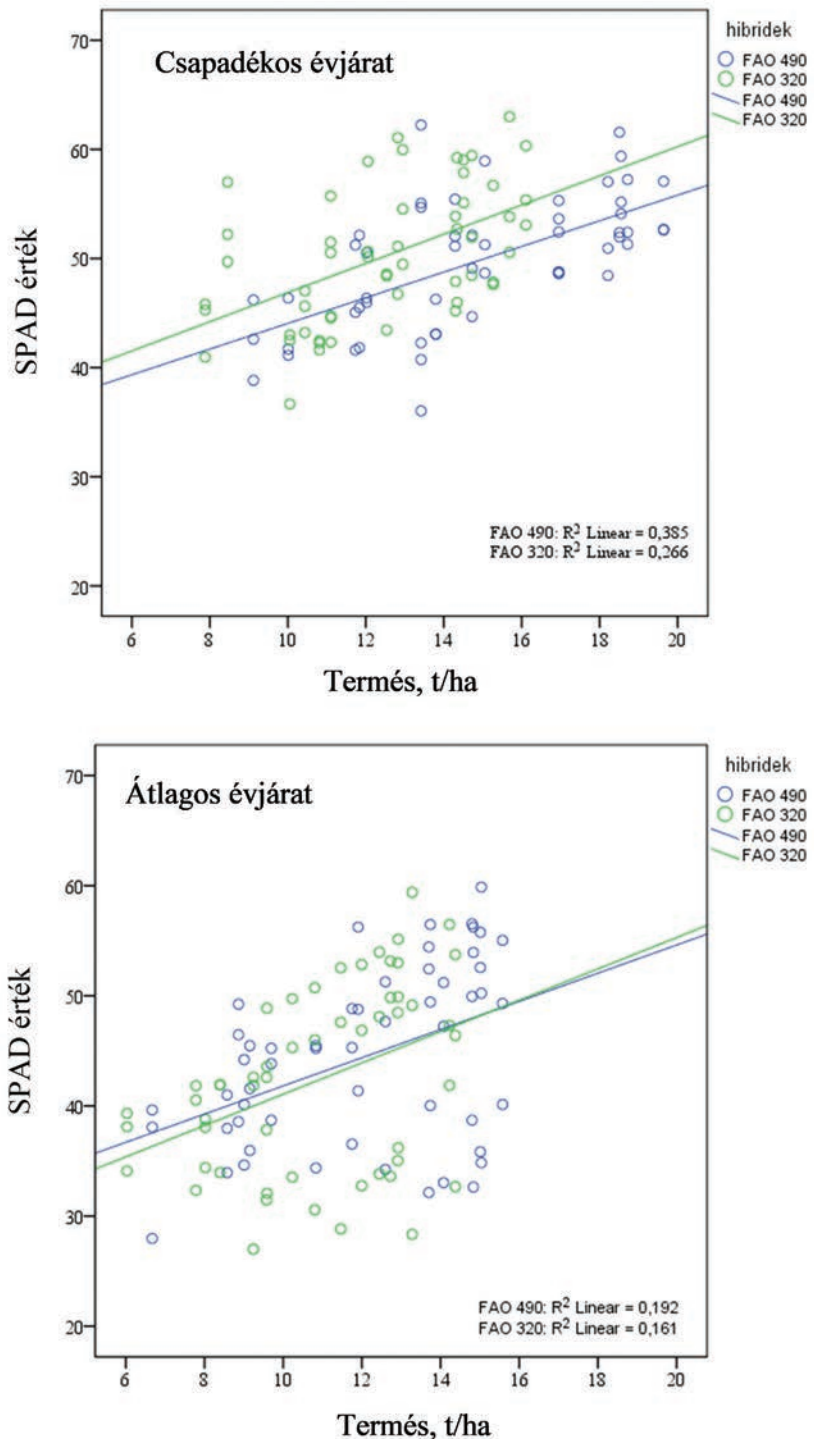 Csapadékos évjárat
hibridek
FAO 490
FAO 320
FAO 490
FAO 320
SPAD érték
70
60
50
40
30
20
FAO 490: R² Linear = 0,385
FAO 320: R² Linear = 0,266
6 8 10 12 14 16 18 20
Termés, t/ha
Átlagos évjárat
hibridek
FAO 490
FAO 320
FAO 490
FAO 320
SPAD érték
70
60
50
40
30
20
FAO 490: R² Linear = 0,192
FAO 320: R² Linear = 0,161
6 8 10 12 14 16 18 20
Termés, t/ha